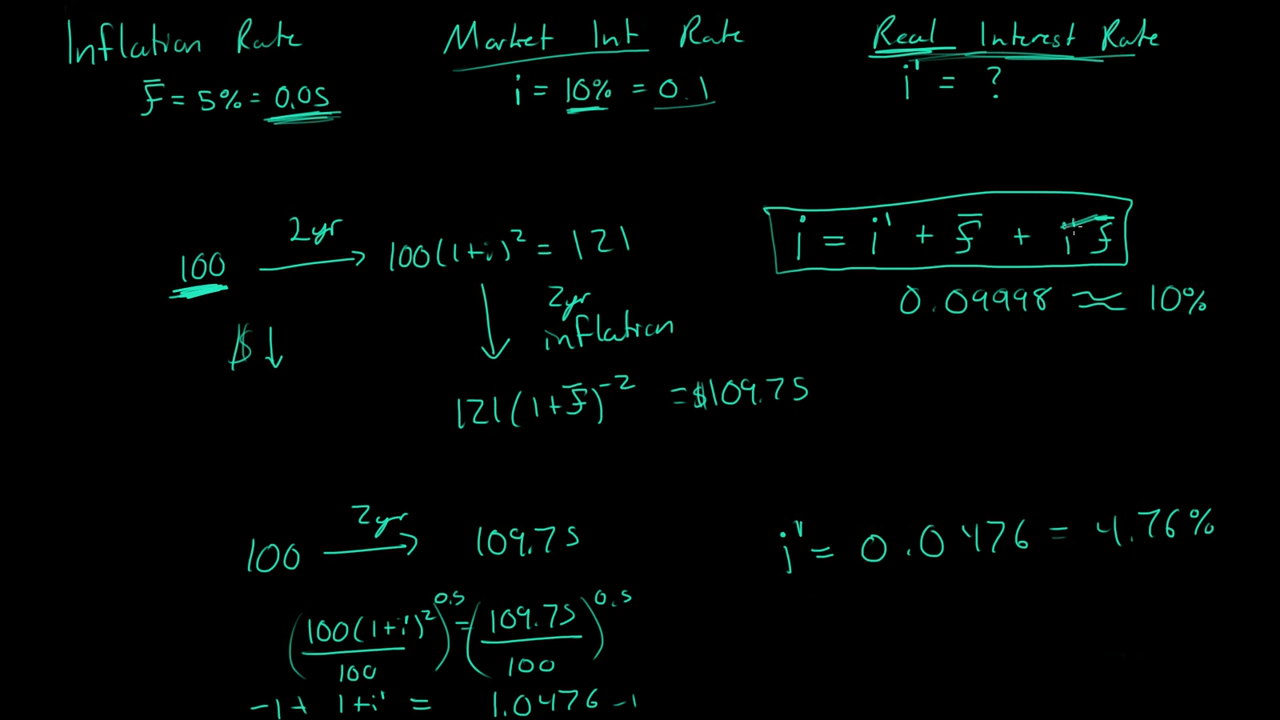 Inflation Rate
f̄ = 5% = 0.05
Market Int Rate
i = 10% = 0.1
Real Interest Rate
i' = ?
100 2yr → 100(1+i)² = 121
$ ↓
↓ 2yr
inflation
121(1+f̄)⁻² = $109.75
i = i' + f̄ + i' f̄
0.09998 ≈ 10%
100 2yr → 109.75
(100(1+i')²/100)^0.5 = (109.75/100)^0.5
-1 + 1+i' = 1.0476 -1
i' = 0.0476 = 4.76%